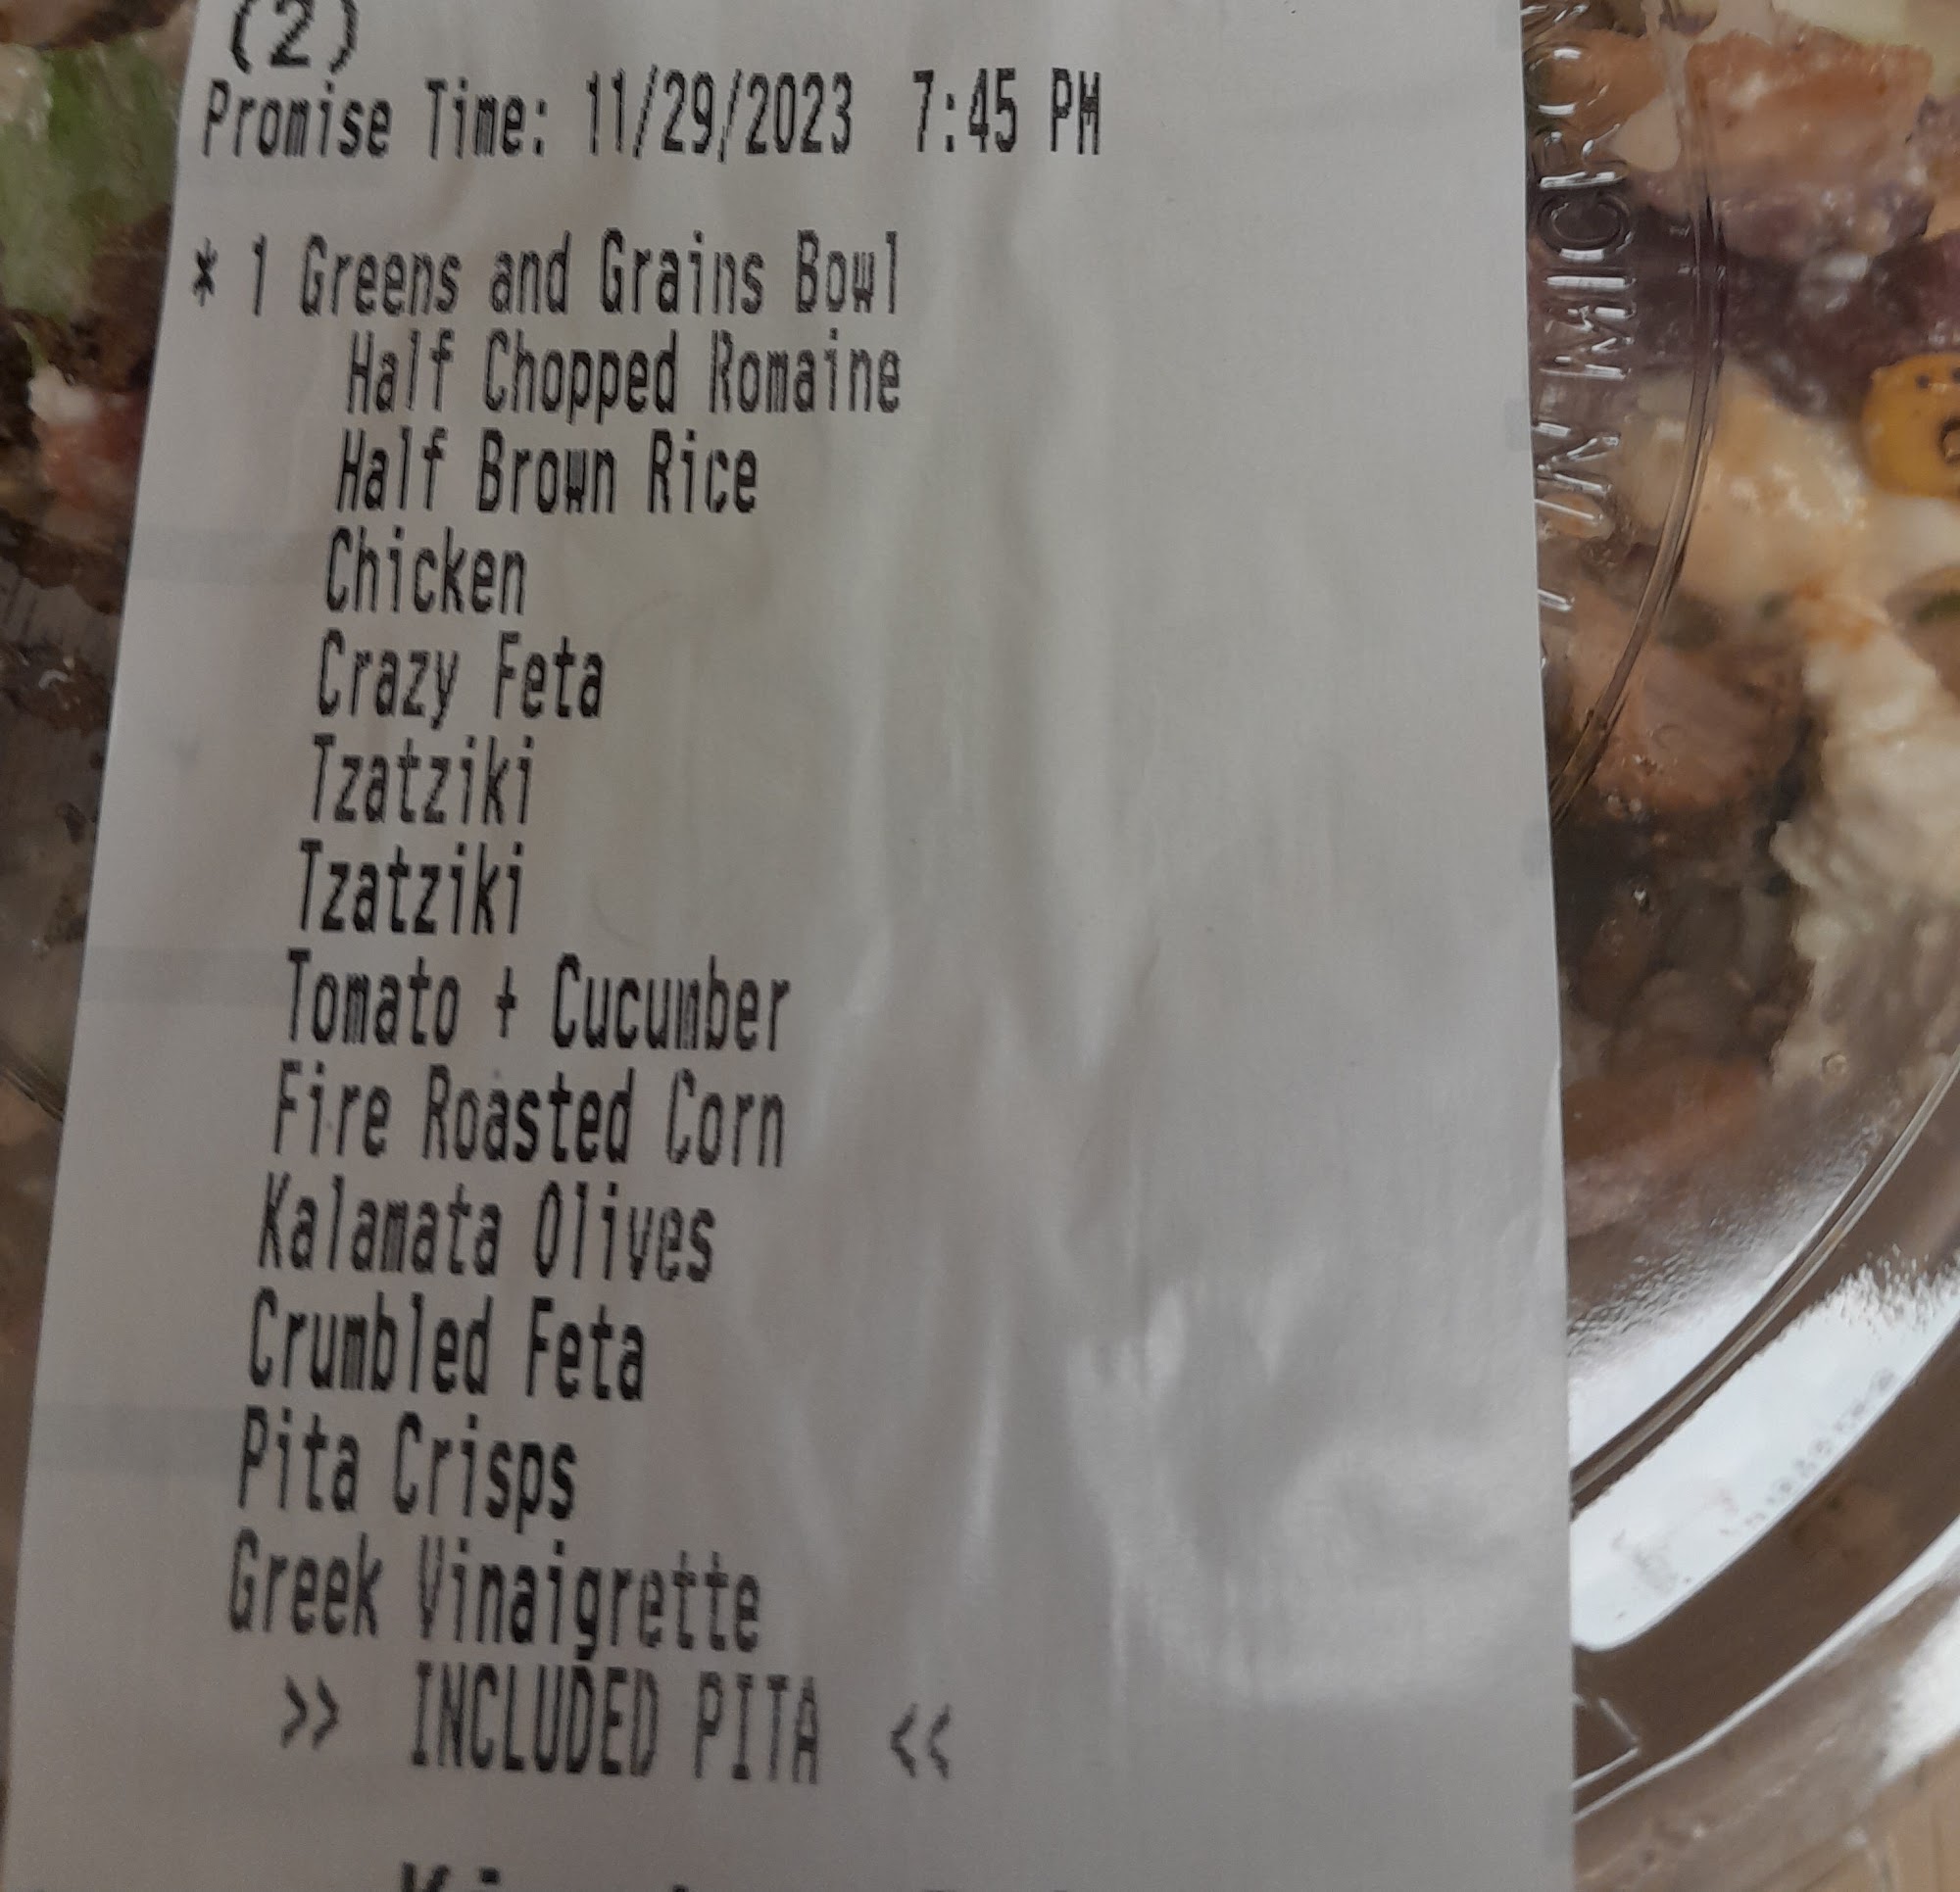 (2)
Promise Time: 11/29/2023 7:45 PM
* 1 Greens and Grains Bowl
Half Chopped Romaine
Half Brown Rice
Chicken
Crazy Feta
Tzatziki
Tzatziki
Tomato + Cucumber
Fire Roasted Corn
Kalamata Olives
Crumbled Feta
Pita Crisps
Greek Vinaigrette
>> INCLUDED PITA <<
IN MICRO